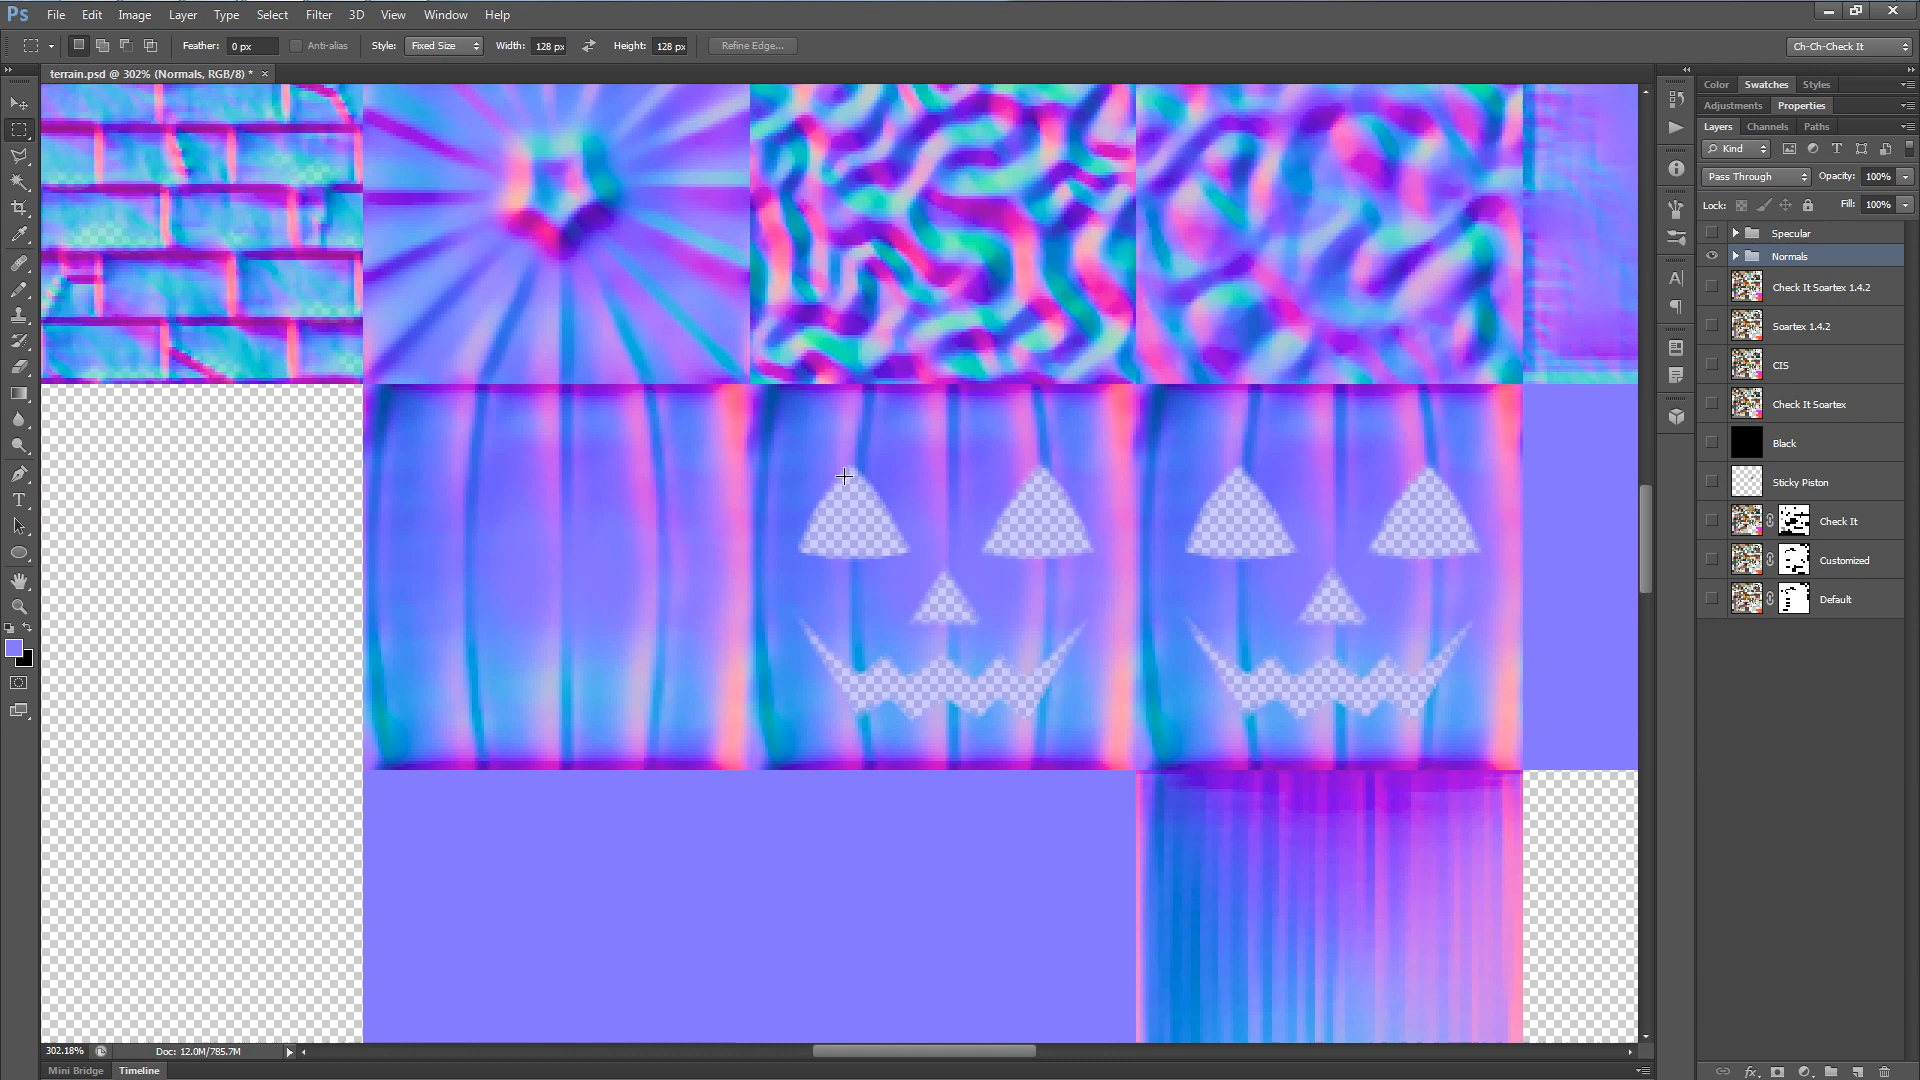 Ps File Edit Image Layer Type Select Filter 3D View Window Help
Feather: 0 px Anti-alias Style: Fixed Size Width: 128 px Height: 128 px Refine Edge... Ch-Ch-Check It
terrain.psd @ 302% (Normals, RGB/8) * ×
Color Swatches Styles
Adjustments Properties
Layers Channels Paths
Kind
Pass Through Opacity: 100%
Lock: Fill: 100%
Specular
Normals
Check It Soartex 1.4.2
Soartex 1.4.2
CIS
Check It Soartex
Black
Sticky Piston
Check It
Customized
Default
302.18% Doc: 12.0M/785.7M
Mini Bridge Timeline